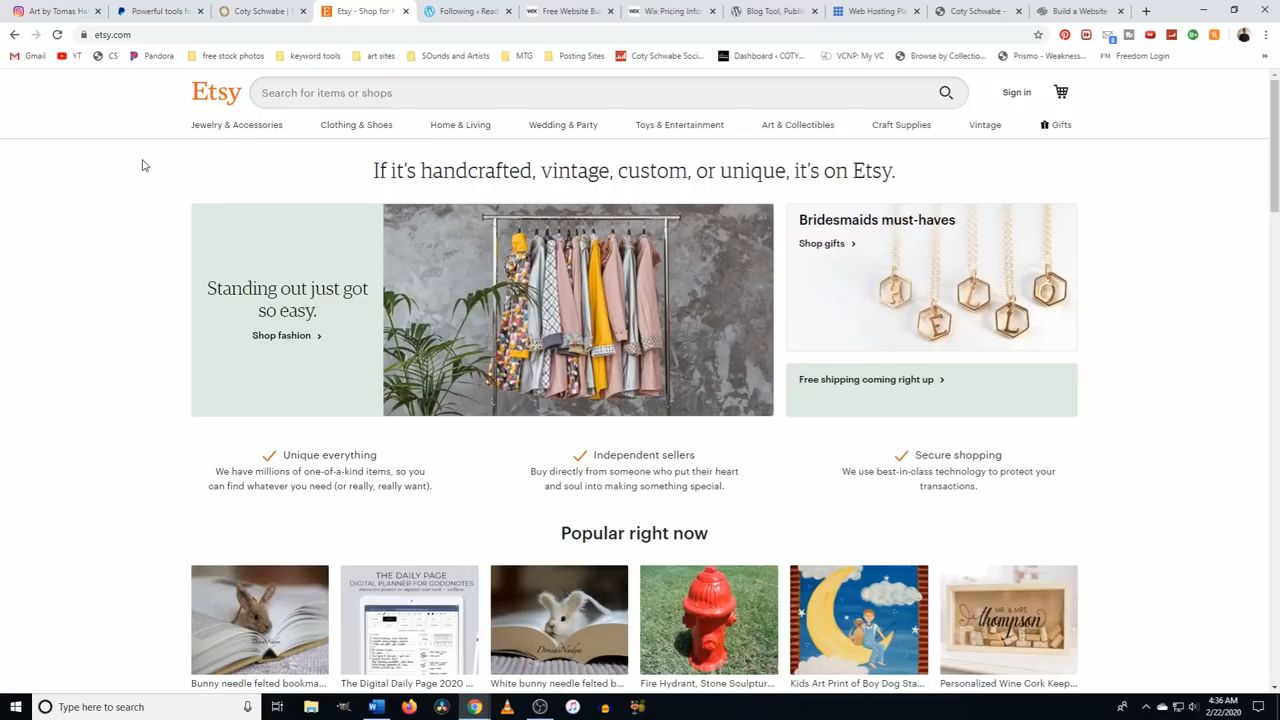 Art by Tomas Ha
Powerful tools fo
Coty Schwabe | S
Etsy - Shop for H
Following ‹ Read
Free Website Bu
Wix Pricing Infor
Blog Tool, Publi
Web Hosting Pla
Coty Schwabe –
Build a Website
etsy.com
Gmail
YT
CS
Pandora
free stock photos
keyword tools
art sites
SOunds and Artists
MTG
Posting Sites
Coty Schwabe Soci...
Dashboard ‹ COTY...
VCNP: My VC
Browse by Collectio...
Prismo - Weakness...
Freedom Login
Etsy
Search for items or shops
Sign in
Jewelry & Accessories
Clothing & Shoes
Home & Living
Wedding & Party
Toys & Entertainment
Art & Collectibles
Craft Supplies
Vintage
Gifts
If it's handcrafted, vintage, custom, or unique, it's on Etsy.
Standing out just got
so easy.
Shop fashion
Bridesmaids must-haves
Shop gifts
Free shipping coming right up
Unique everything
We have millions of one-of-a-kind items, so you
can find whatever you need (or really, really want).
Independent sellers
Buy directly from someone who put their heart
and soul into making something special.
Secure shopping
We use best-in-class technology to protect your
transactions.
Popular right now
THE DAILY PAGE
DIGITAL PLANNER FOR GOODNOTES
MR. & MRS.
thompson
Bunny needle felted bookma...
The Digital Daily Page 2020 ...
White bunny needle felted b...
Fire Hydrant, Stone Sculptur...
Kids Art Print of Boy Dog Sta...
Personalized Wine Cork Keep...
Type here to search
4:36 AM
2/22/2020